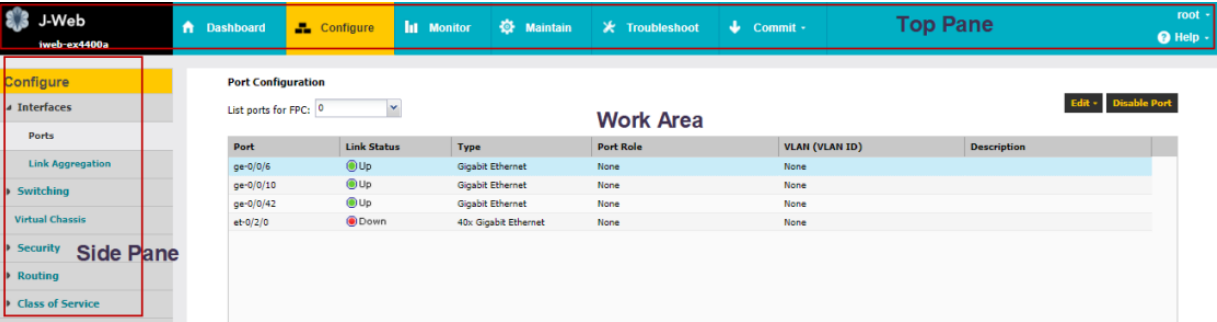 J-Web
iweb-ex4400a
Dashboard Configure Monitor Maintain Troubleshoot Commit Top Pane root
Help
Configure
Interfaces
Ports
Link Aggregation
Switching
Virtual Chassis
Security
Side Pane
Routing
Class of Service
Port Configuration
List ports for FPC: 0
Work Area
Edit Disable Port
Port Link Status Type Port Role VLAN (VLAN ID) Description
ge-0/0/6 Up Gigabit Ethernet None None
ge-0/0/10 Up Gigabit Ethernet None None
ge-0/0/42 Up Gigabit Ethernet None None
et-0/2/0 Down 40x Gigabit Ethernet None None